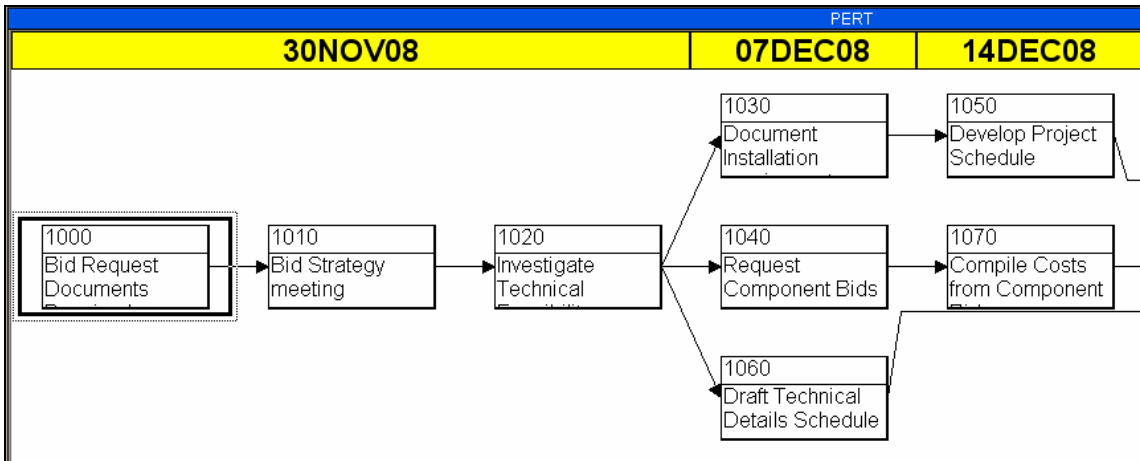 PERT
30NOV08
07DEC08
14DEC08
1030
Document
Installation
1050
Develop Project
Schedule
1000
Bid Request
Documents
1010
Bid Strategy
meeting
1020
Investigate
Technical
1040
Request
Component Bids
1070
Compile Costs
from Component
1060
Draft Technical
Details Schedule